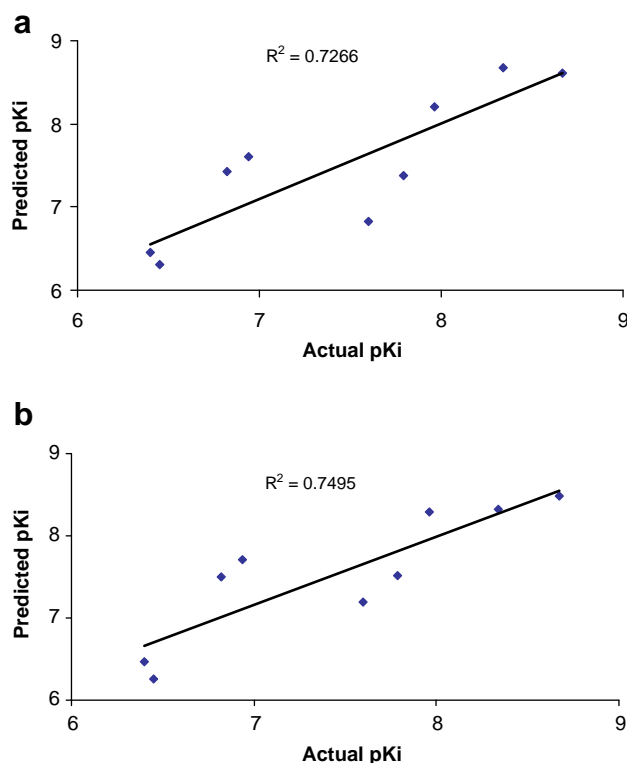 a
R² = 0.7266
Predicted pKi
9
8
7
6
6 7 8 9
Actual pKi
b
R² = 0.7495
Predicted pKi
9
8
7
6
6 7 8 9
Actual pKi